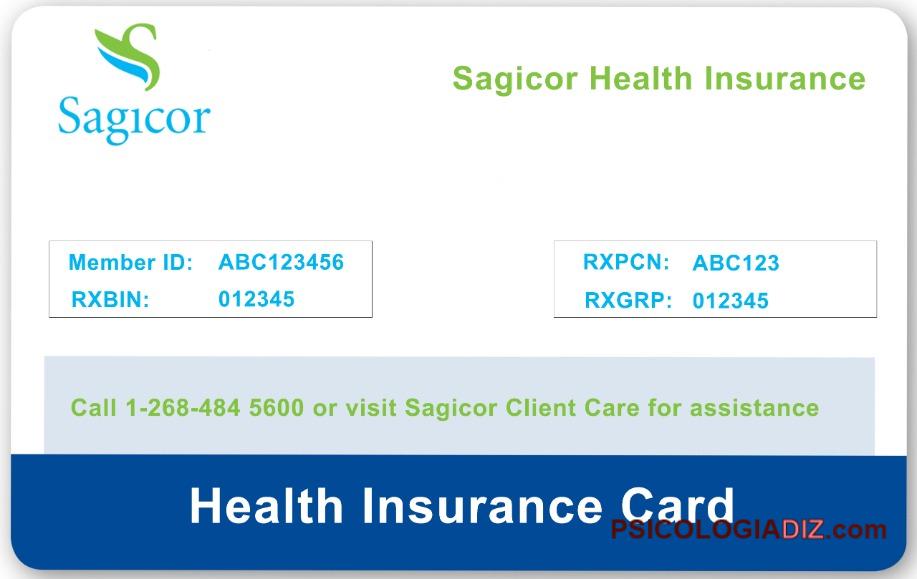 Sagicor
Sagicor Health Insurance
Member ID: ABC123456
RXBIN: 012345
RXPCN: ABC123
RXGRP: 012345
Call 1-268-484 5600 or visit Sagicor Client Care for assistance
Health Insurance Card
PSICOLOGIADIZ.com